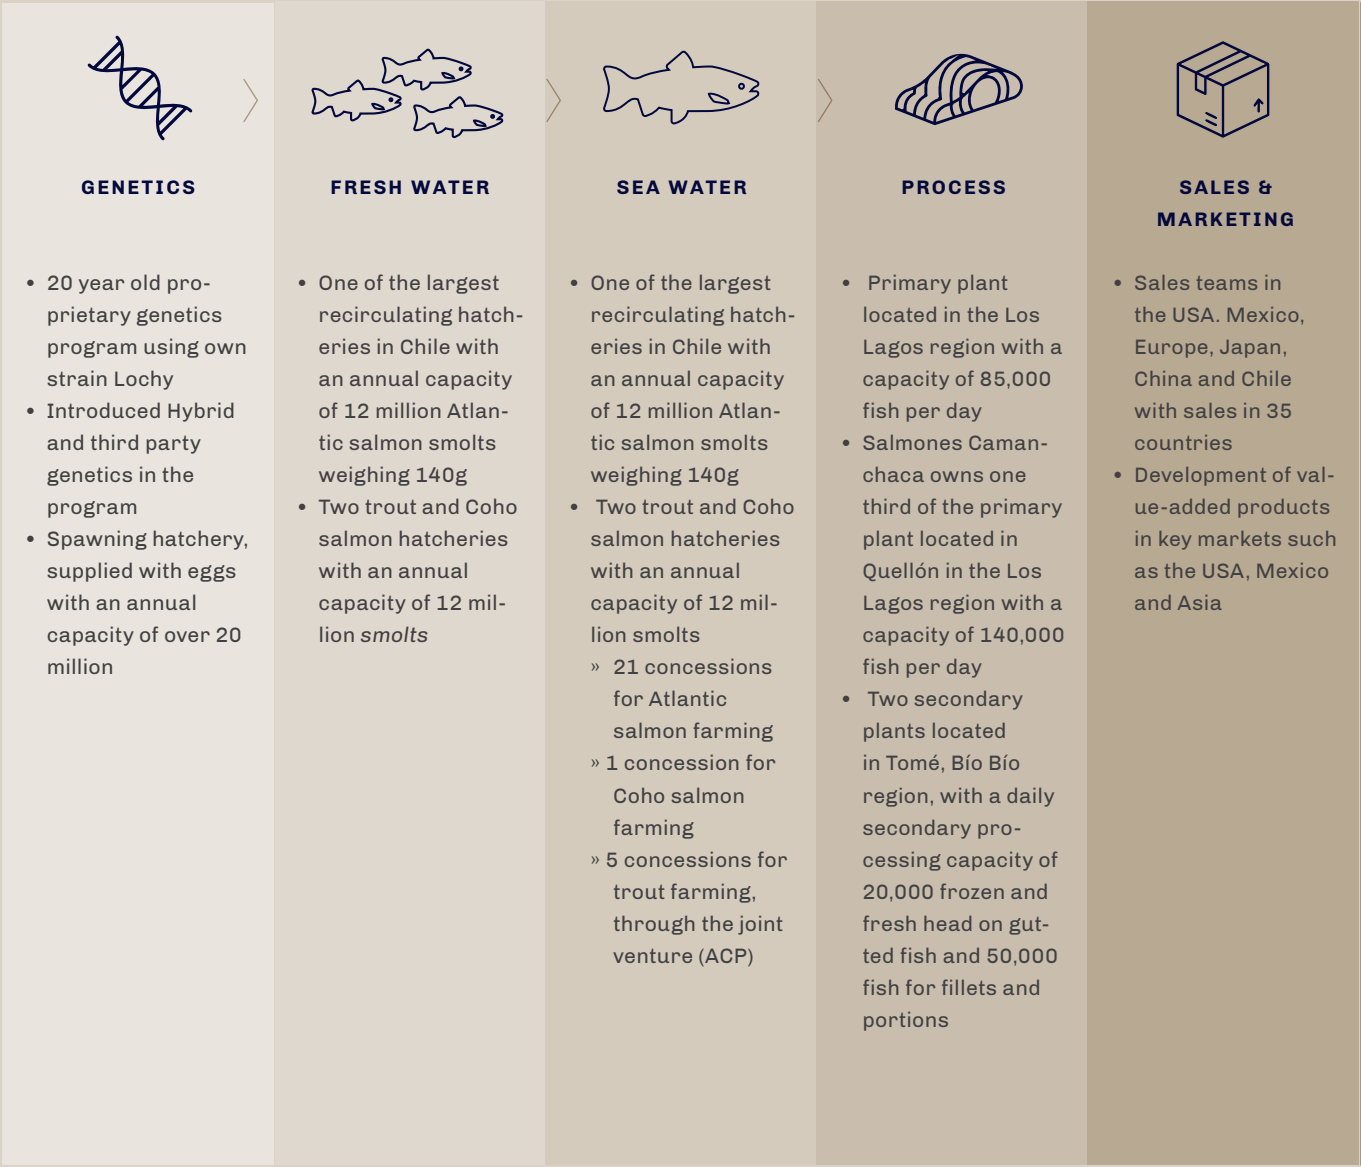 GENETICS
• 20 year old pro-
prietary genetics
program using own
strain Lochy
• Introduced Hybrid
and third party
genetics in the
program
• Spawning hatchery,
supplied with eggs
with an annual
capacity of over 20
million
FRESH WATER
• One of the largest
recirculating hatch-
eries in Chile with
an annual capacity
of 12 million Atlan-
tic salmon smolts
weighing 140g
• Two trout and Coho
salmon hatcheries
with an annual
capacity of 12 mil-
lion smolts
SEA WATER
• One of the largest
recirculating hatch-
eries in Chile with
an annual capacity
of 12 million Atlan-
tic salmon smolts
weighing 140g
• Two trout and Coho
salmon hatcheries
with an annual
capacity of 12 mil-
lion smolts
» 21 concessions
for Atlantic
salmon farming
» 1 concession for
Coho salmon
farming
» 5 concessions for
trout farming,
through the joint
venture (ACP)
PROCESS
• Primary plant
located in the Los
Lagos region with a
capacity of 85,000
fish per day
• Salmones Caman-
chaca owns one
third of the primary
plant located in
Quellón in the Los
Lagos region with a
capacity of 140,000
fish per day
• Two secondary
plants located
in Tomé, Bío Bío
region, with a daily
secondary pro-
cessing capacity of
20,000 frozen and
fresh head on gut-
ted fish and 50,000
fish for fillets and
portions
SALES &
MARKETING
• Sales teams in
the USA. Mexico,
Europe, Japan,
China and Chile
with sales in 35
countries
• Development of val-
ue-added products
in key markets such
as the USA, Mexico
and Asia